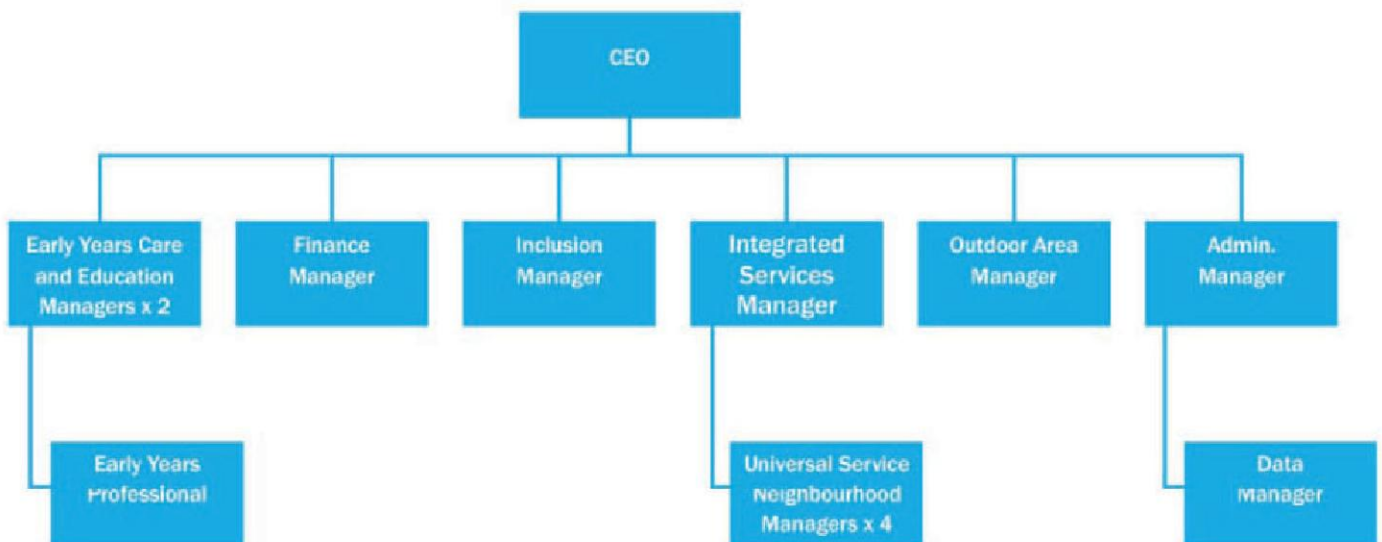 CEO
Early Years Care
and Education
Managers x 2
Finance
Manager
Inclusion
Manager
Integrated
Services
Manager
Outdoor Area
Manager
Admin.
Manager
Early Years
Professional
Universal Service
Neighbourhood
Managers x 4
Data
Manager